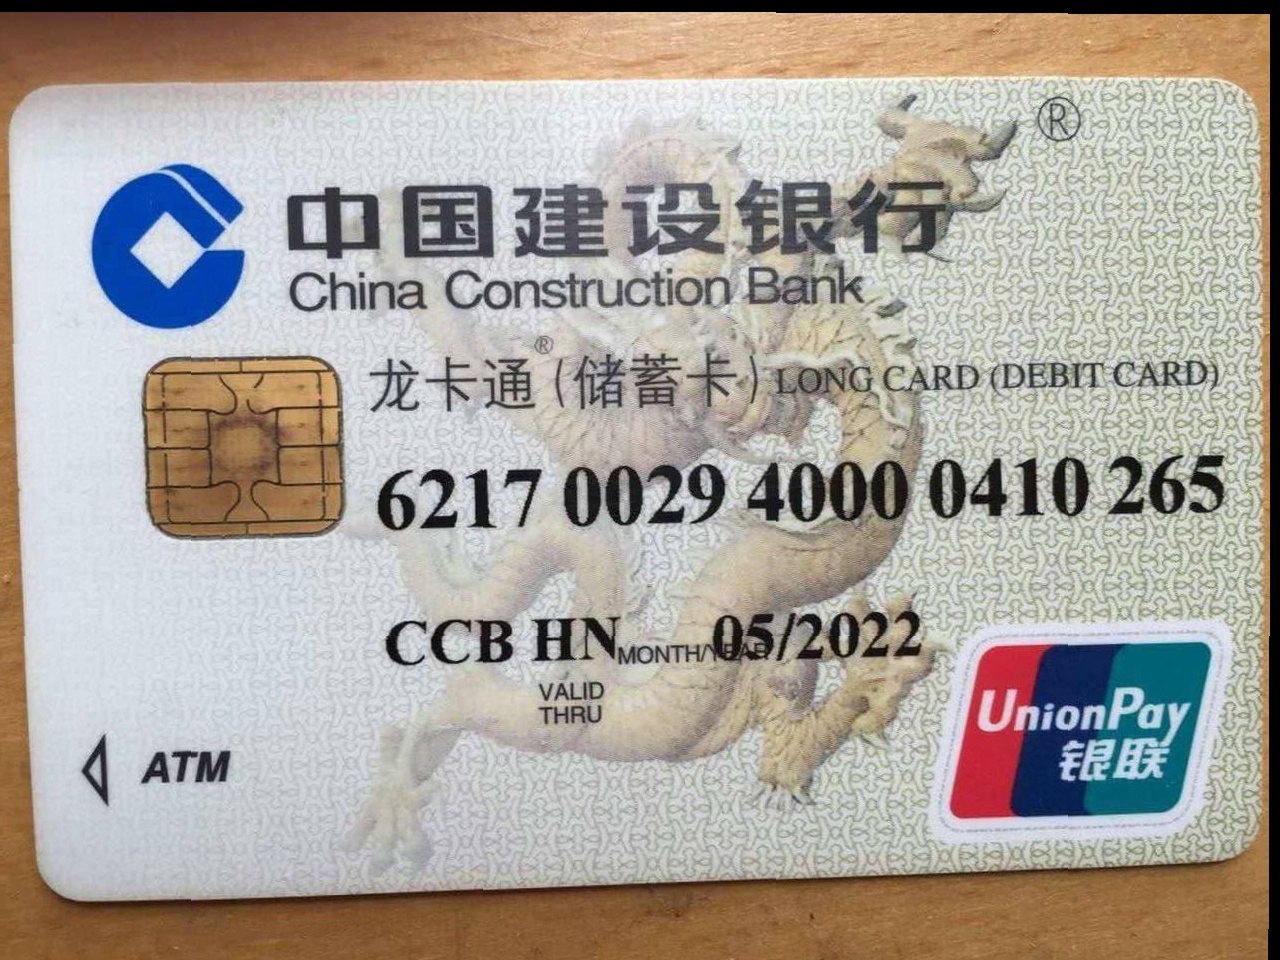 ®
中国建设银行
China Construction Bank
龙卡通®(储蓄卡) LONG CARD (DEBIT CARD)
6217 0029 4000 0410 265
CCB HN MONTH/YEAR 05/2022
VALID
THRU
ATM
UnionPay
银联